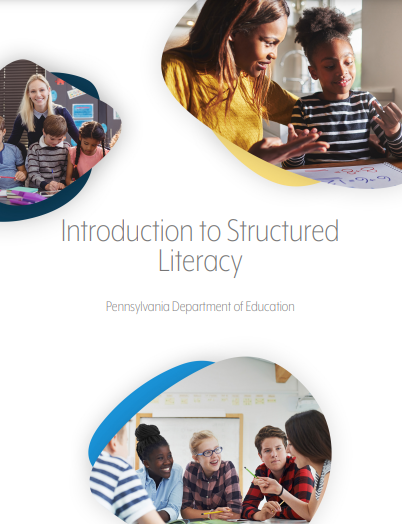 Introduction to Structured
Literacy
Pennsylvania Department of Education